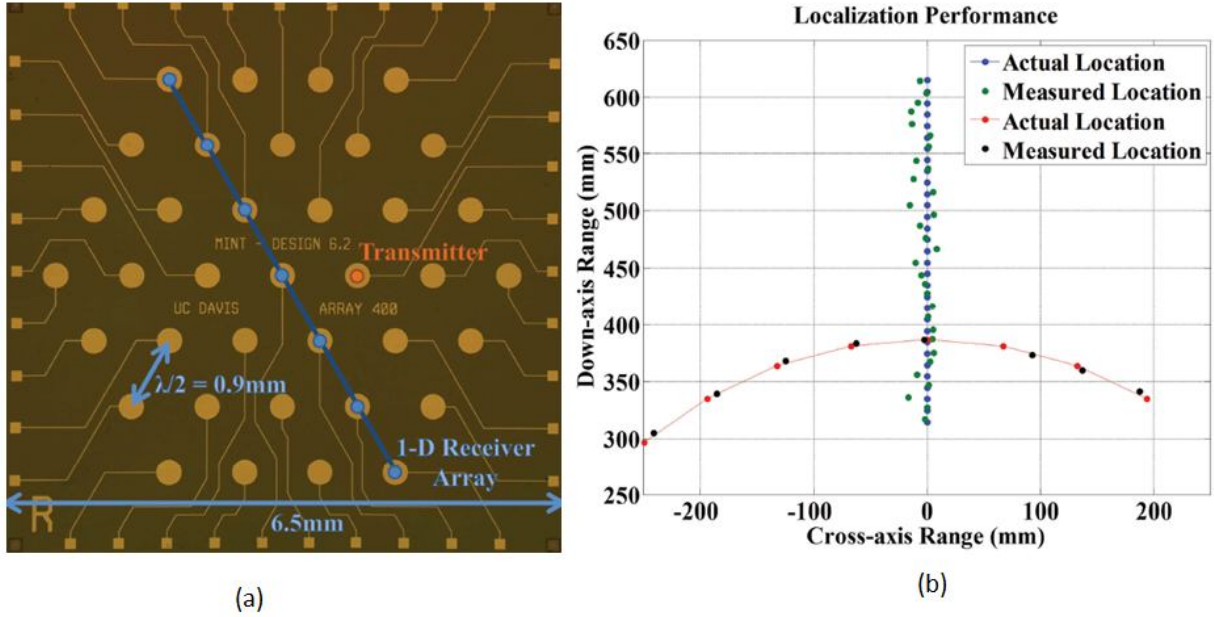 MINT - DESIGN 6.2
Transmitter
UC DAVIS
ARRAY 400
λ/2 = 0.9mm
1-D Receiver
Array
R
6.5mm
(a)
Localization Performance
Actual Location
Measured Location
Actual Location
Measured Location
Down-axis Range (mm)
650
600
550
500
450
400
350
300
250
-200
-100
0
100
200
Cross-axis Range (mm)
(b)